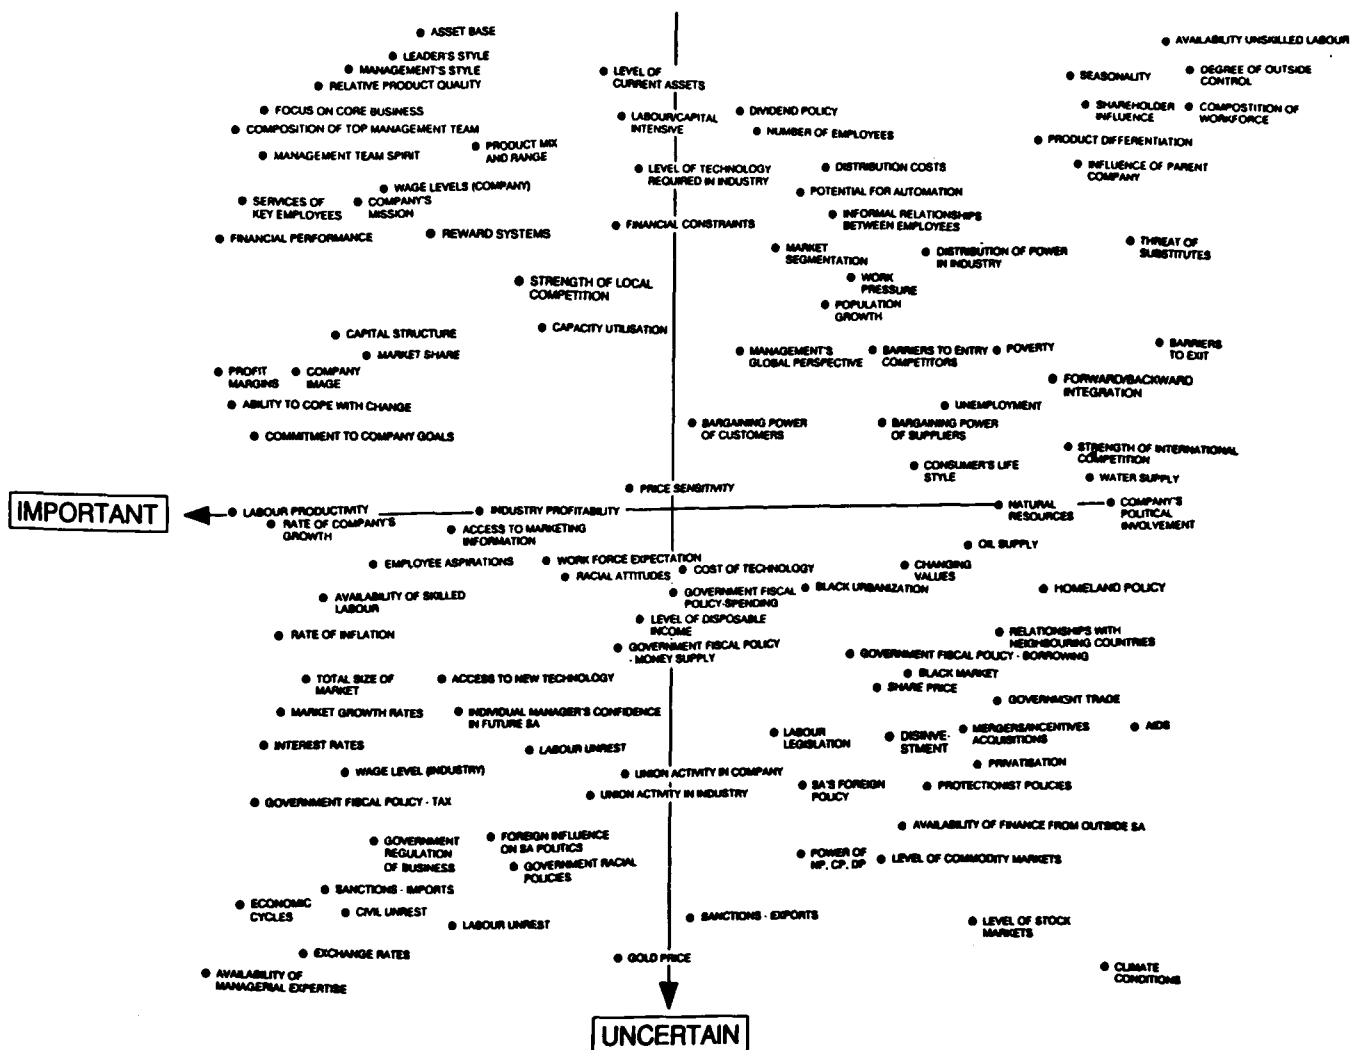 ASSET BASE
AVAILABILITY UNSKILLED LABOUR
LEADER'S STYLE
MANAGEMENT'S STYLE
RELATIVE PRODUCT QUALITY
LEVEL OF
CURRENT ASSETS
SEASONALITY
DEGREE OF OUTSIDE
CONTROL
FOCUS ON CORE BUSINESS
COMPOSITION OF TOP MANAGEMENT TEAM
LABOUR/CAPITAL
INTENSIVE
DIVIDEND POLICY
NUMBER OF EMPLOYEES
SHAREHOLDER
INFLUENCE
COMPOSTITION OF
WORKFORCE
MANAGEMENT TEAM SPIRIT
PRODUCT MIX
AND RANGE
PRODUCT DIFFERENTIATION
LEVEL OF TECHNOLOGY
REQUIRED IN INDUSTRY
DISTRIBUTION COSTS
INFLUENCE OF PARENT
COMPANY
WAGE LEVELS (COMPANY)
SERVICES OF
KEY EMPLOYEES
COMPANY'S
MISSION
POTENTIAL FOR AUTOMATION
INFORMAL RELATIONSHIPS
BETWEEN EMPLOYEES
FINANCIAL PERFORMANCE
REWARD SYSTEMS
FINANCIAL CONSTRAINTS
MARKET
SEGMENTATION
DISTRIBUTION OF POWER
IN INDUSTRY
THREAT OF
SUBSTITUTES
STRENGTH OF LOCAL
COMPETITION
WORK
PRESSURE
POPULATION
GROWTH
CAPITAL STRUCTURE
CAPACITY UTILISATION
MARKET SHARE
MANAGEMENT'S
GLOBAL PERSPECTIVE
BARRIERS TO ENTRY
COMPETITORS
POVERTY
BARRIERS
TO EXIT
PROFIT
MARGINS
COMPANY
IMAGE
FORWARD/BACKWARD
INTEGRATION
ABILITY TO COPE WITH CHANGE
UNEMPLOYMENT
COMMITMENT TO COMPANY GOALS
BARGAINING POWER
OF CUSTOMERS
BARGAINING POWER
OF SUPPLIERS
STRENGTH OF INTERNATIONAL
COMPETITION
CONSUMER'S LIFE
STYLE
WATER SUPPLY
PRICE SENSITIVITY
IMPORTANT
LABOUR PRODUCTIVITY
INDUSTRY PROFITABILITY
NATURAL
RESOURCES
COMPANY'S
POLITICAL
INVOLVEMENT
RATE OF COMPANY'S
GROWTH
ACCESS TO MARKETING
INFORMATION
OIL SUPPLY
EMPLOYEE ASPIRATIONS
WORK FORCE EXPECTATION
RACIAL ATTITUDES
COST OF TECHNOLOGY
CHANGING
VALUES
AVAILABILITY OF SKILLED
LABOUR
GOVERNMENT FISCAL
POLICY-SPENDING
BLACK URBANIZATION
HOMELAND POLICY
RATE OF INFLATION
LEVEL OF DISPOSABLE
INCOME
RELATIONSHIPS WITH
NEIGHBOURING COUNTRIES
GOVERNMENT FISCAL POLICY
- MONEY SUPPLY
GOVERNMENT FISCAL POLICY - BORROWING
TOTAL SIZE OF
MARKET
ACCESS TO NEW TECHNOLOGY
BLACK MARKET
SHARE PRICE
GOVERNMENT TRADE
MARKET GROWTH RATES
INDIVIDUAL MANAGER'S CONFIDENCE
IN FUTURE SA
INTEREST RATES
LABOUR UNREST
LABOUR
LEGISLATION
DISINVE-
STMENT
MERGERS/INCENTIVES
ACQUISITIONS
AIDS
WAGE LEVEL (INDUSTRY)
UNION ACTIVITY IN COMPANY
PRIVATISATION
GOVERNMENT FISCAL POLICY - TAX
UNION ACTIVITY IN INDUSTRY
SA'S FOREIGN
POLICY
PROTECTIONIST POLICIES
AVAILABILITY OF FINANCE FROM OUTSIDE SA
GOVERNMENT
REGULATION
OF BUSINESS
FOREIGN INFLUENCE
ON SA POLITICS
GOVERNMENT RACIAL
POLICIES
POWER OF
NP, CP, DP
LEVEL OF COMMODITY MARKETS
SANCTIONS - IMPORTS
ECONOMIC
CYCLES
CIVIL UNREST
LABOUR UNREST
SANCTIONS - EXPORTS
LEVEL OF STOCK
MARKETS
EXCHANGE RATES
GOLD PRICE
AVAILABILITY OF
MANAGERIAL EXPERTISE
CLIMATE
CONDITIONS
UNCERTAIN